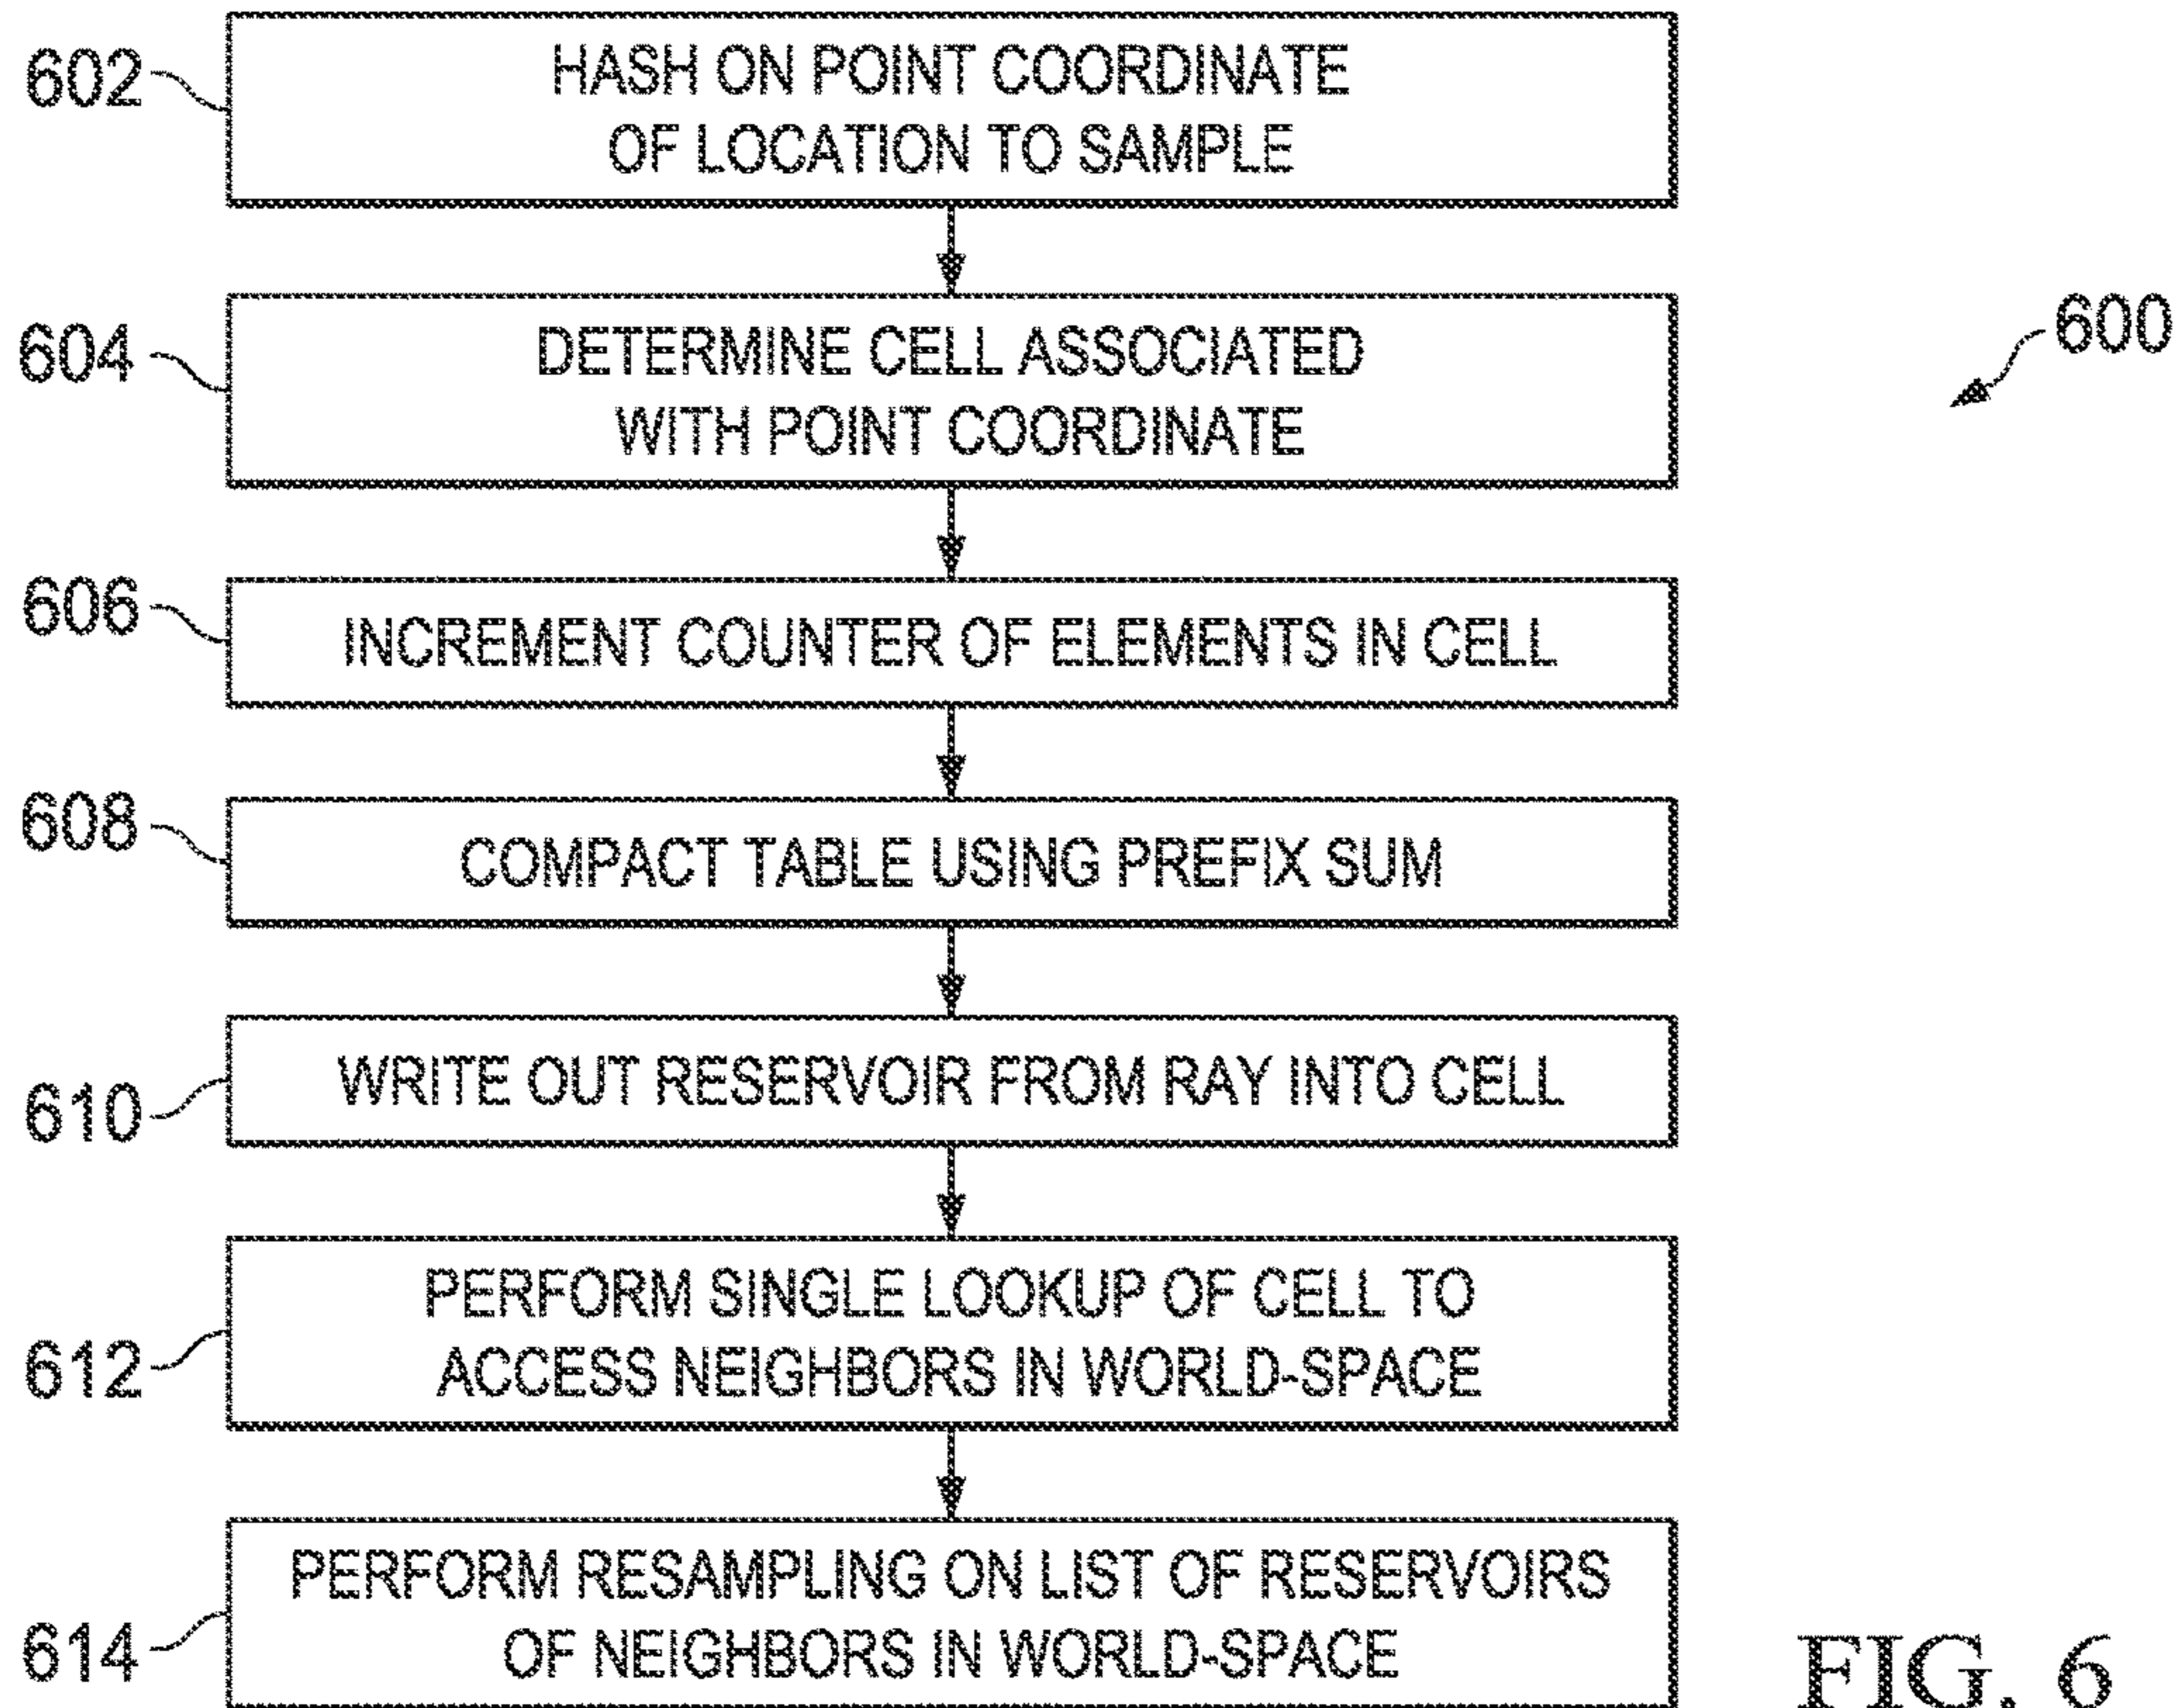 602
HASH ON POINT COORDINATE
OF LOCATION TO SAMPLE
604
DETERMINE CELL ASSOCIATED
WITH POINT COORDINATE
600
606
INCREMENT COUNTER OF ELEMENTS IN CELL
608
COMPACT TABLE USING PREFIX SUM
610
WRITE OUT RESERVOIR FROM RAY INTO CELL
612
PERFORM SINGLE LOOKUP OF CELL TO
ACCESS NEIGHBORS IN WORLD-SPACE
614
PERFORM RESAMPLING ON LIST OF RESERVOIRS
OF NEIGHBORS IN WORLD-SPACE
FIG. 6